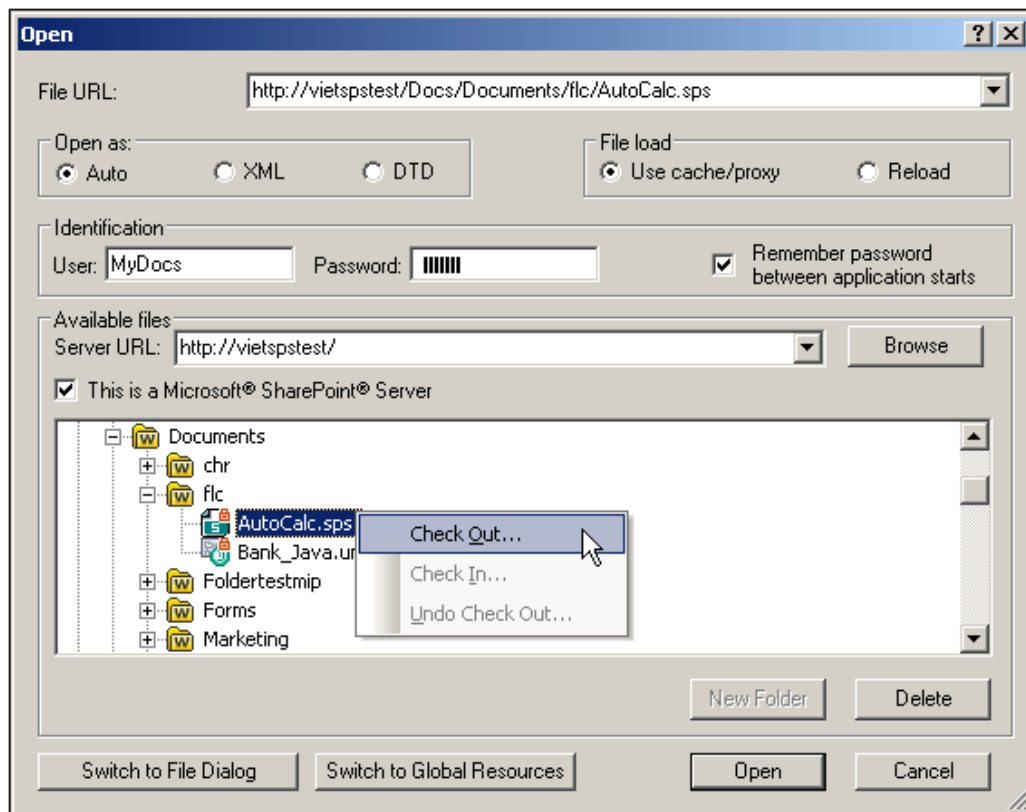 Open
File URL: http://vietspstest/Docs/Documents/flc/AutoCalc.sps
Open as: File load
Auto XML DTD Use cache/proxy Reload
Identification
User: MyDocs Password: Remember password
between application starts
Available files
Server URL: http://vietspstest/ Browse
This is a Microsoft® SharePoint® Server
Documents
chr
flc
AutoCalc.sps Check Out...
Check In...
Foldertestmip
Forms Undo Check Out...
Marketing
New Folder Delete
Switch to File Dialog Switch to Global Resources Open Cancel